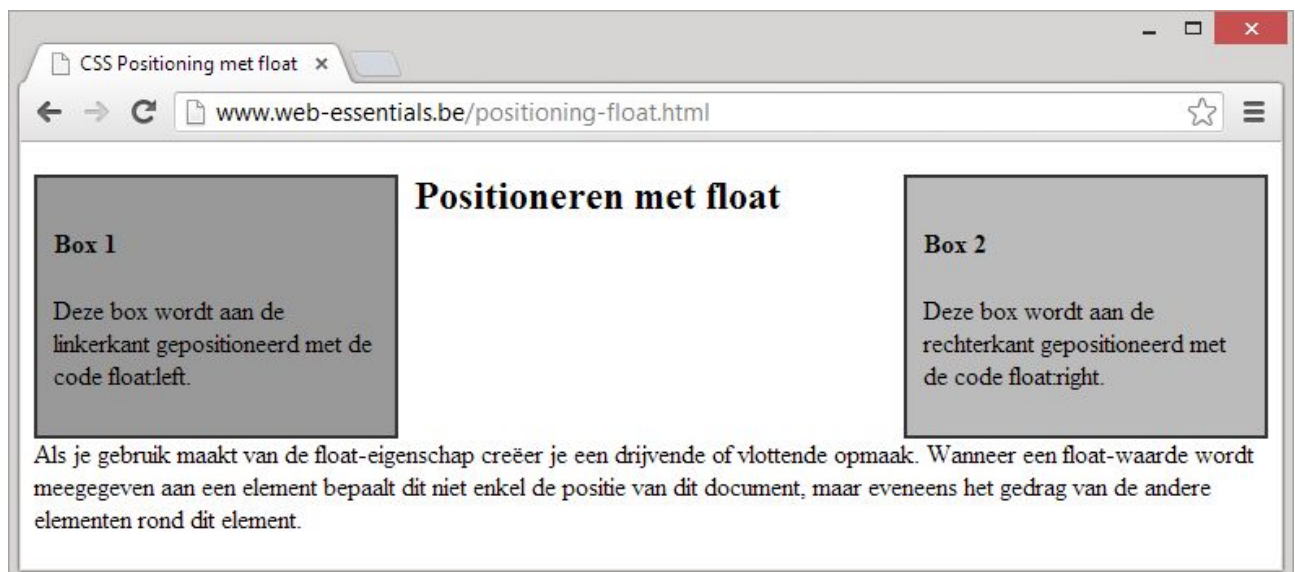 CSS Positioning met float
www.web-essentials.be/positioning-float.html
Positioneren met float
Box 1
Deze box wordt aan de
linkerkant gepositioneerd met de
code float:left.
Box 2
Deze box wordt aan de
rechterkant gepositioneerd met
de code float:right.
Als je gebruik maakt van de float-eigenschap creëer je een drijvende of vlottende opmaak. Wanneer een float-waarde wordt
meegegeven aan een element bepaalt dit niet enkel de positie van dit document, maar eveneens het gedrag van de andere
elementen rond dit element.